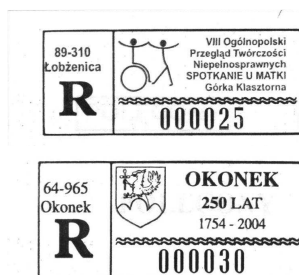 89-310
Łobżenica
R
VIII Ogólnopolski
Przegląd Twórczości
Niepełnosprawnych
SPOTKANIE U MATKI
Górka Klasztorna
000025
64-965
Okonek
R
OKONEK
250 LAT
1754 - 2004
000030